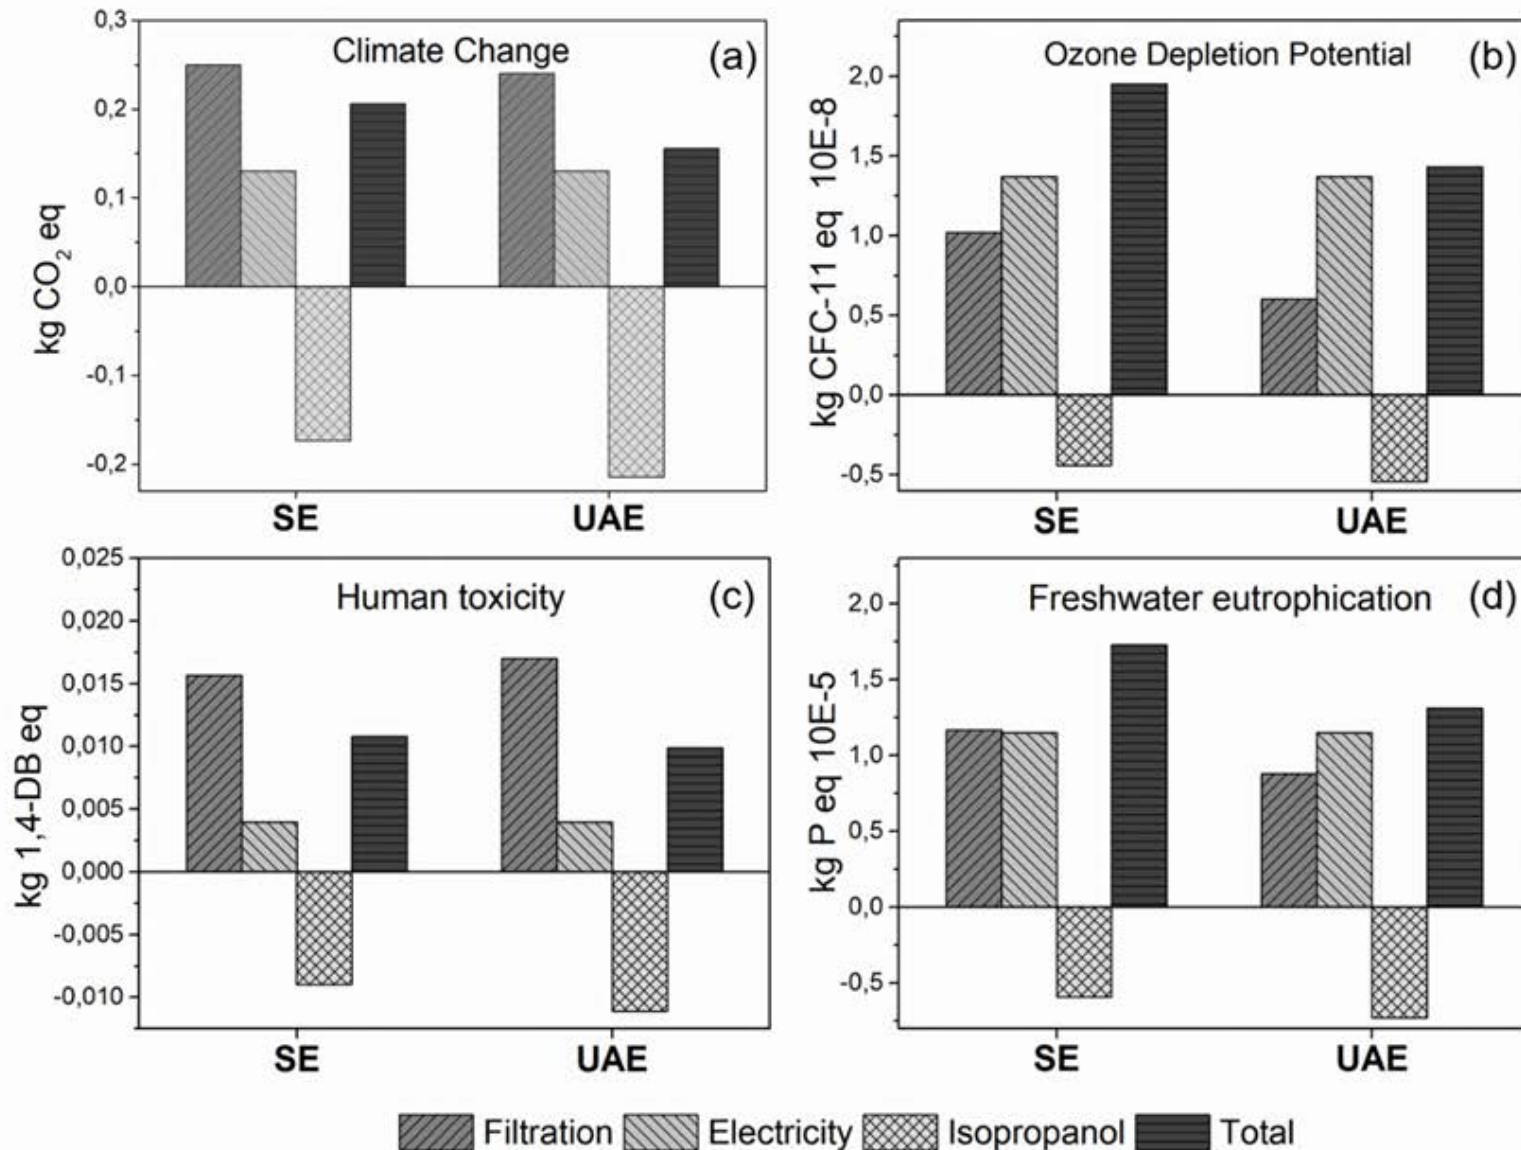 Climate Change (a)
kg CO₂ eq
0,3
0,2
0,1
0,0
-0,1
-0,2
SE UAE
Ozone Depletion Potential (b)
kg CFC-11 eq 10E-8
2,0
1,5
1,0
0,5
0,0
-0,5
SE UAE
Human toxicity (c)
kg 1,4-DB eq
0,025
0,020
0,015
0,010
0,005
0,000
-0,005
-0,010
SE UAE
Freshwater eutrophication (d)
kg P eq 10E-5
2,0
1,5
1,0
0,5
0,0
-0,5
SE UAE
Filtration Electricity Isopropanol Total